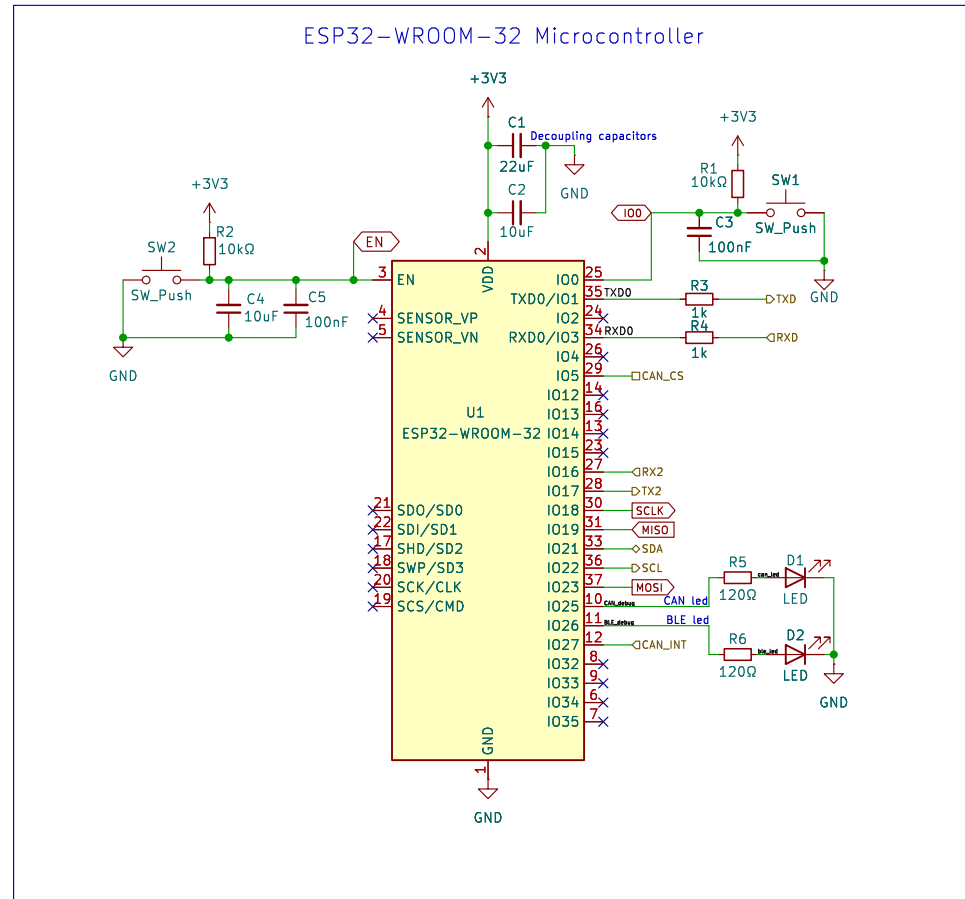 ESP32-WROOM-32 Microcontroller
+3V3
C1
Decoupling capacitors
22uF
GND
C2
10uF
+3V3
R1
10kΩ
SW1
SW_Push
IO0
C3
100nF
GND
+3V3
R2
10kΩ
SW2
SW_Push
EN
C4
10uF
C5
100nF
GND
2
VDD
3 EN
4 SENSOR_VP
5 SENSOR_VN
U1
ESP32-WROOM-32
21 SDO/SD0
22 SDI/SD1
17 SHD/SD2
18 SWP/SD3
20 SCK/CLK
19 SCS/CMD
IO0 25
TXD0/IO1 35 TXD0 R3 1k TXD
IO2 24
RXD0/IO3 34 RXD0 R4 1k RXD
IO4 26
IO5 29 CAN_CS
IO12 14
IO13 16
IO14 13
IO15 23
IO16 27 RX2
IO17 28 TX2
IO18 30 SCLK
IO19 31 MISO
IO21 33 SDA
IO22 36 SCL
IO23 37 MOSI
IO25 10 CAN_debug CAN led
R5
120Ω
can_led
D1
LED
IO26 11 BLE_debug BLE led
R6
120Ω
ble_led
D2
LED
GND
IO27 12 CAN_INT
IO32 8
IO33 9
IO34 6
IO35 7
GND
1
GND